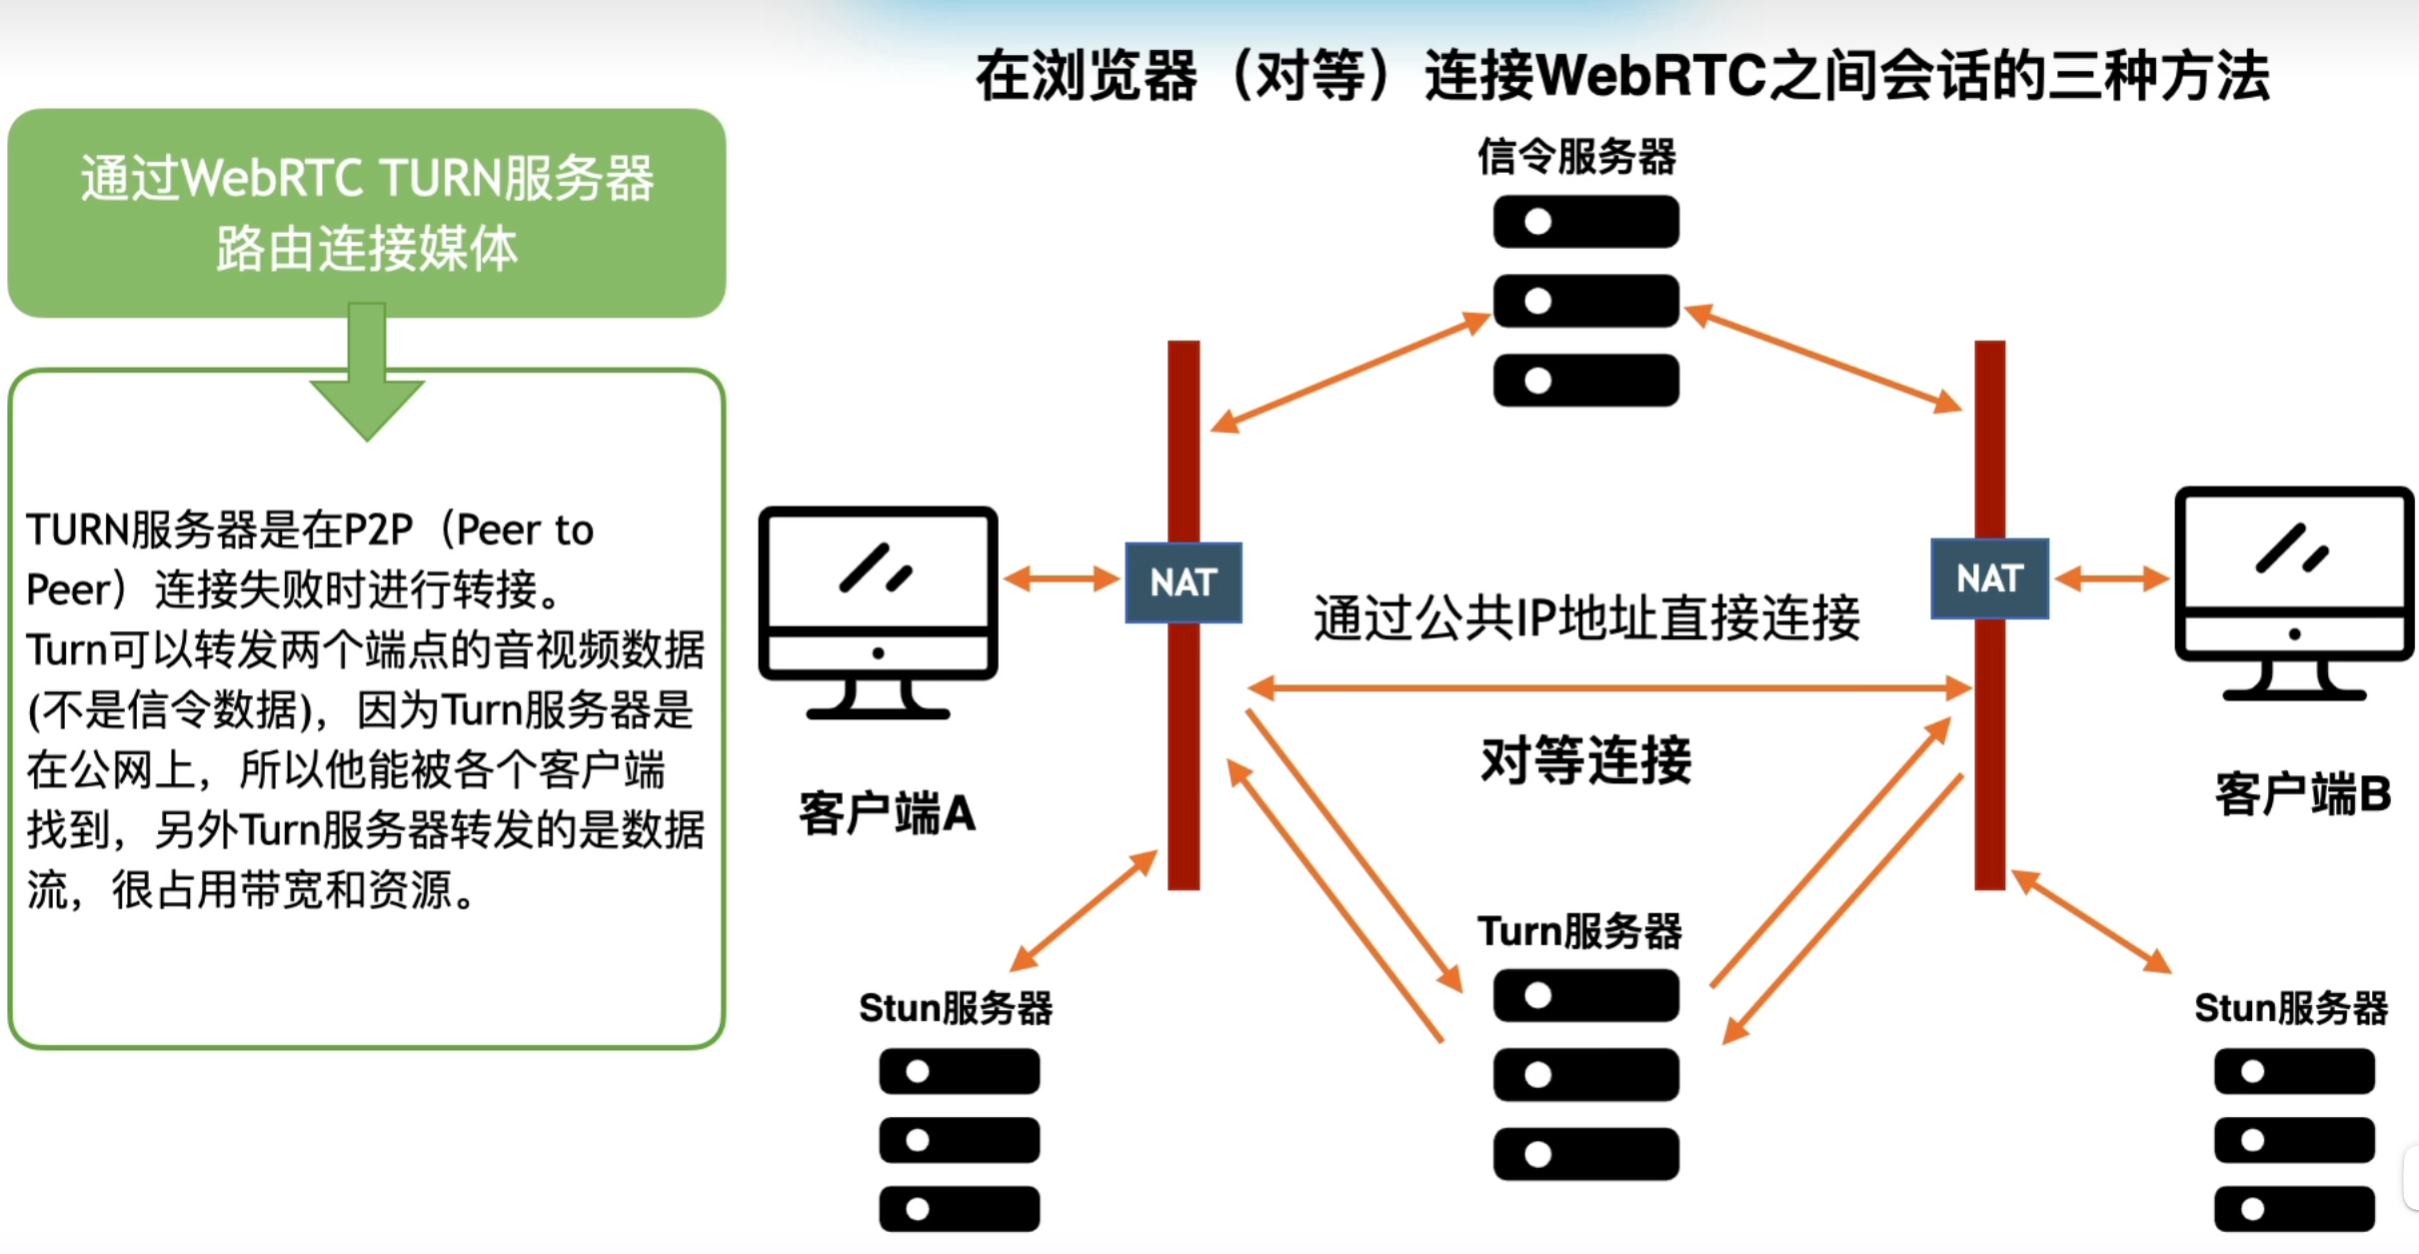 在浏览器（对等）连接WebRTC之间会话的三种方法
通过WebRTC TURN服务器
路由连接媒体
TURN服务器是在P2P（Peer to
Peer）连接失败时进行转接。
Turn可以转发两个端点的音视频数据
(不是信令数据)，因为Turn服务器是
在公网上，所以他能被各个客户端
找到，另外Turn服务器转发的是数据
流，很占用带宽和资源。
信令服务器
NAT
NAT
通过公共IP地址直接连接
对等连接
客户端A
客户端B
Turn服务器
Stun服务器
Stun服务器